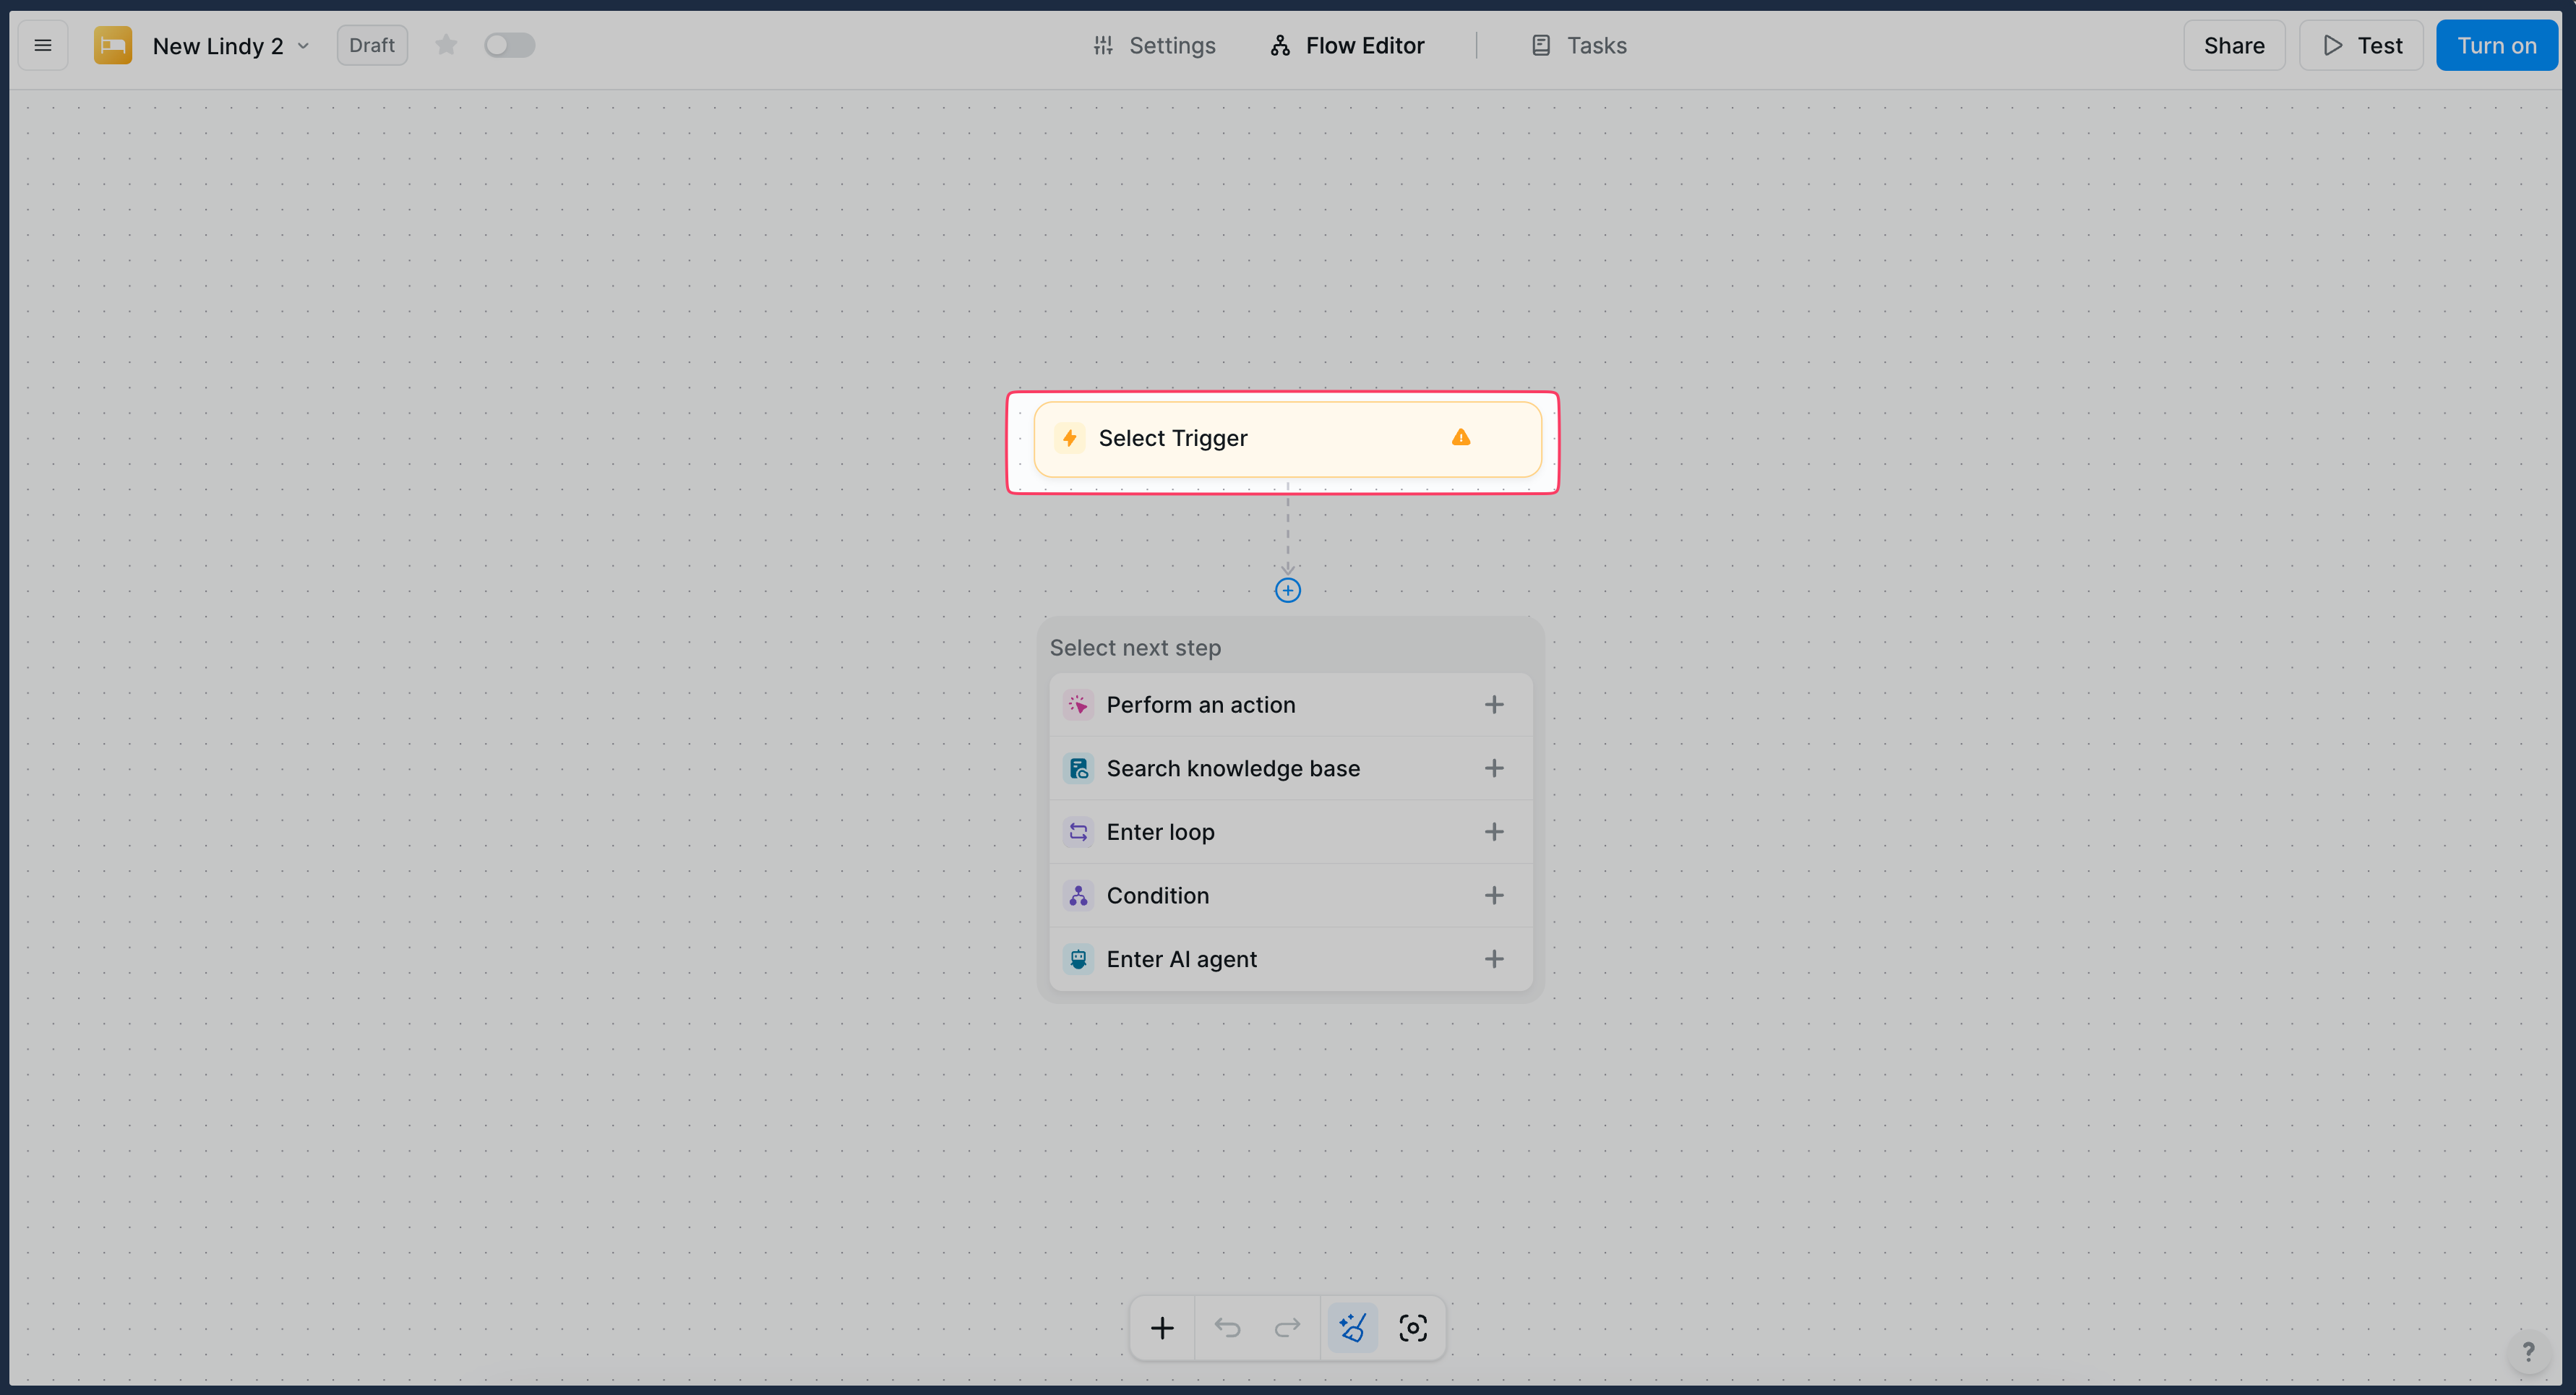 New Lindy 2
Draft
Settings
Flow Editor
Tasks
Share
Test
Turn on
Select Trigger
Select next step
Perform an action
Search knowledge base
Enter loop
Condition
Enter AI agent
?